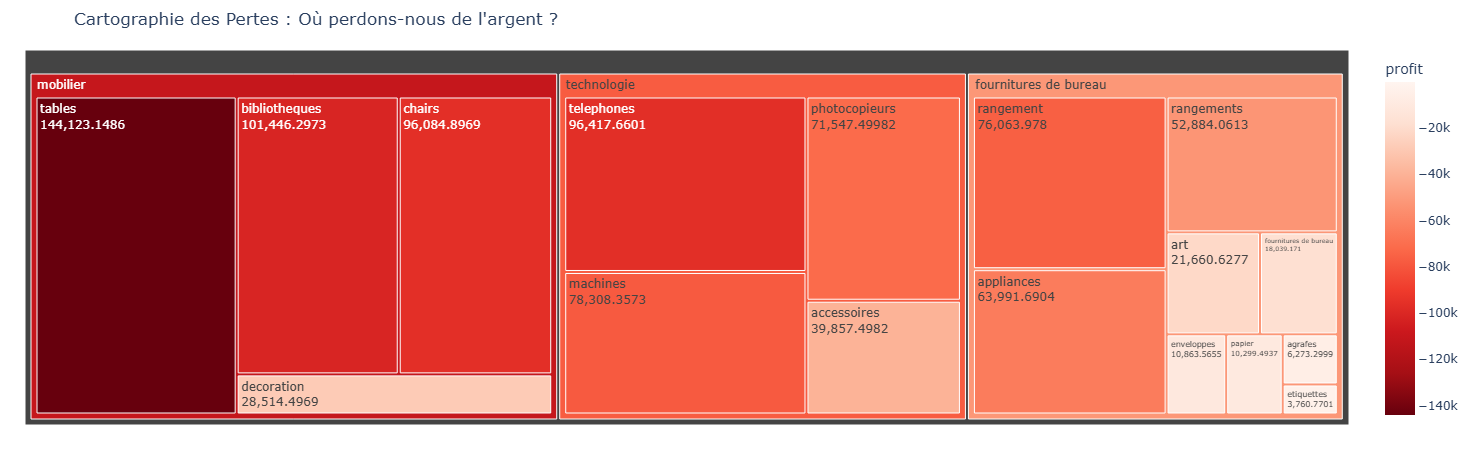 Cartographie des Pertes : Où perdons-nous de l'argent ?
mobilier
tables
144,123.1486
bibliotheques
101,446.2973
chairs
96,084.8969
decoration
28,514.4969
technologie
telephones
96,417.6601
photocopieurs
71,547.49982
machines
78,308.3573
accessoires
39,857.4982
fournitures de bureau
rangement
76,063.978
rangements
52,884.0613
appliances
63,991.6904
art
21,660.6277
fournitures de bureau
18,039.171
enveloppes
10,863.5655
papier
10,299.4937
agrafes
6,273.2999
etiquettes
3,760.7701
profit
−20k
−40k
−60k
−80k
−100k
−120k
−140k